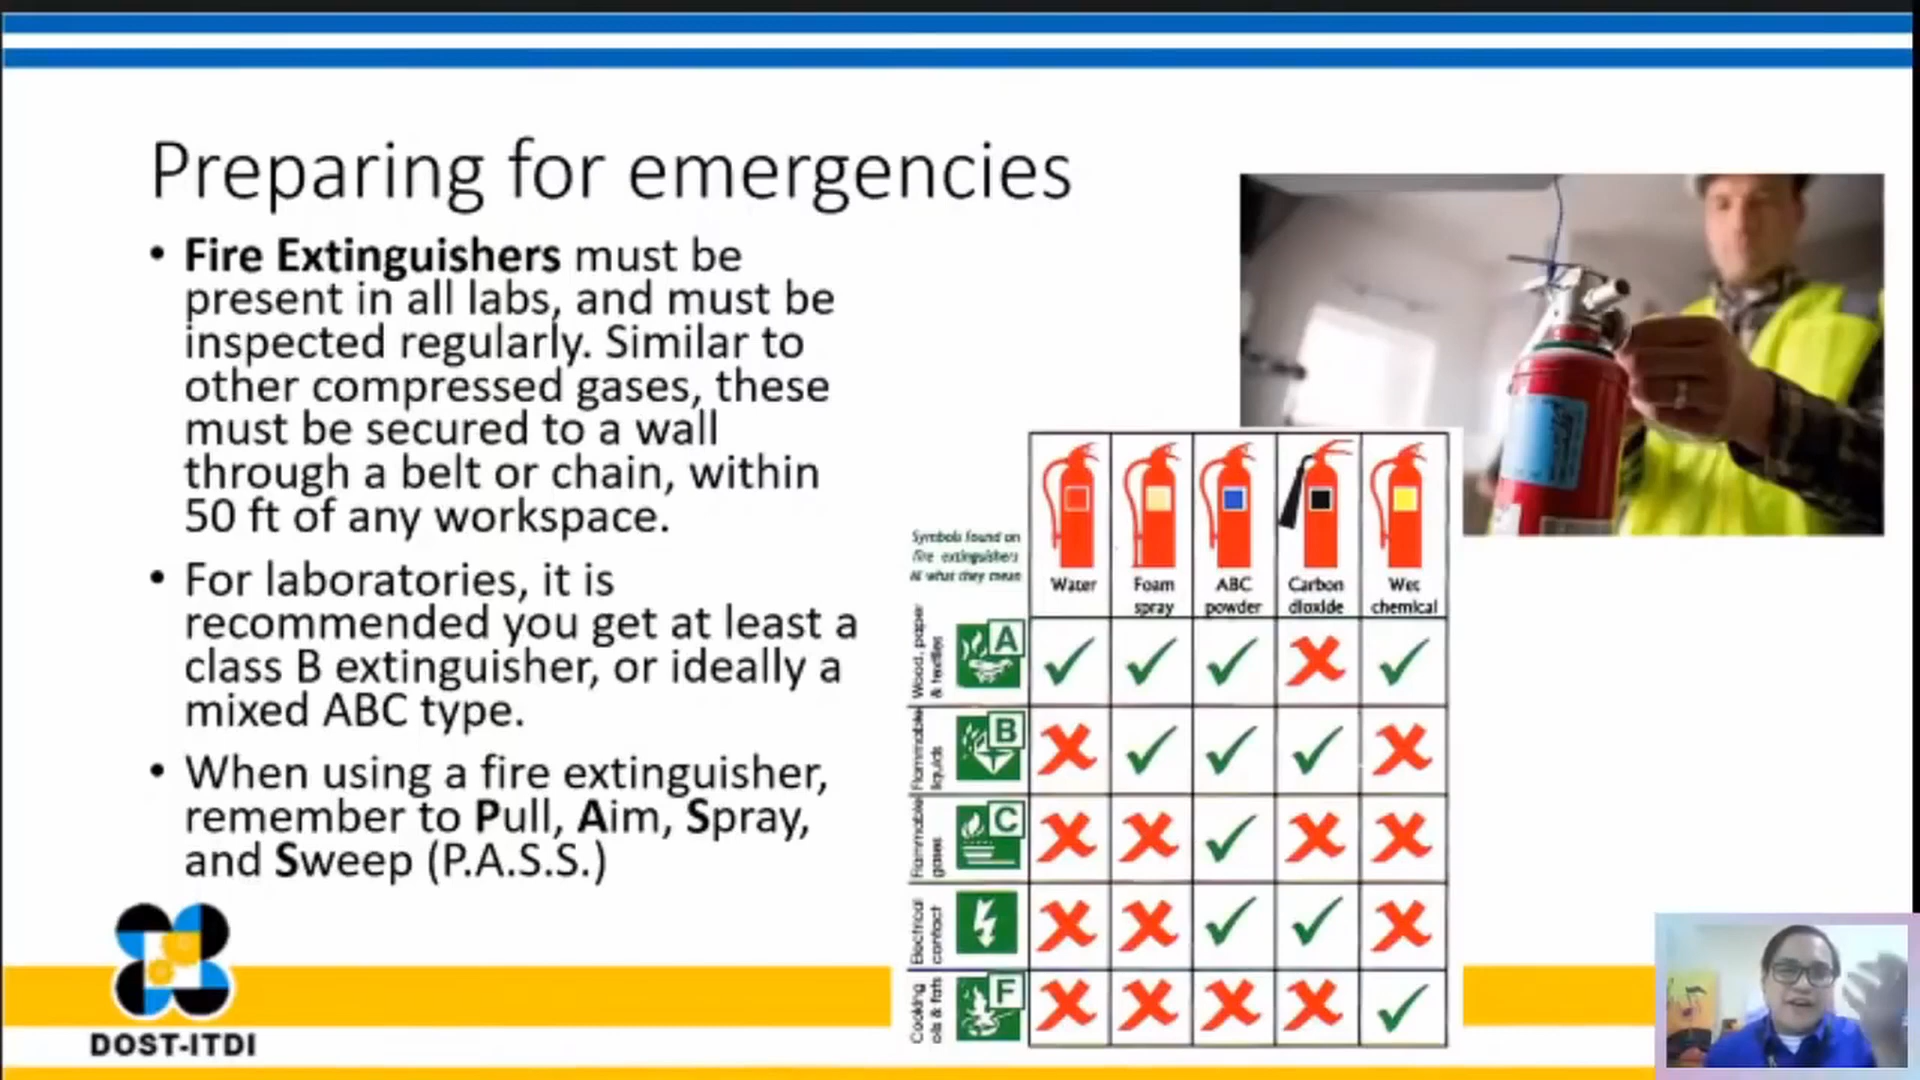 Preparing for emergencies
• Fire Extinguishers must be
present in all labs, and must be
inspected regularly. Similar to
other compressed gases, these
must be secured to a wall
through a belt or chain, within
50 ft of any workspace.
• For laboratories, it is
recommended you get at least a
class B extinguisher, or ideally a
mixed ABC type.
• When using a fire extinguisher,
remember to Pull, Aim, Spray,
and Sweep (P.A.S.S.)
Symbols found on
fire extinguishers
& what they mean
Water
Foam
spray
ABC
powder
Carbon
dioxide
Wet
chemical
Wood, paper
& textiles
A
Flammable
liquids
B
Flammable
gases
C
Electrical
contact
Cooking
oils & fats
F
DOST-ITDI